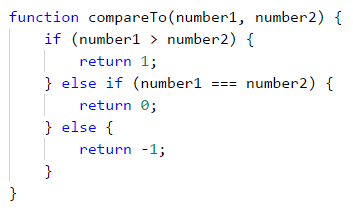 function compareTo(number1, number2) {
    if (number1 > number2) {
        return 1;
    } else if (number1 === number2) {
        return 0;
    } else {
        return -1;
    }
}